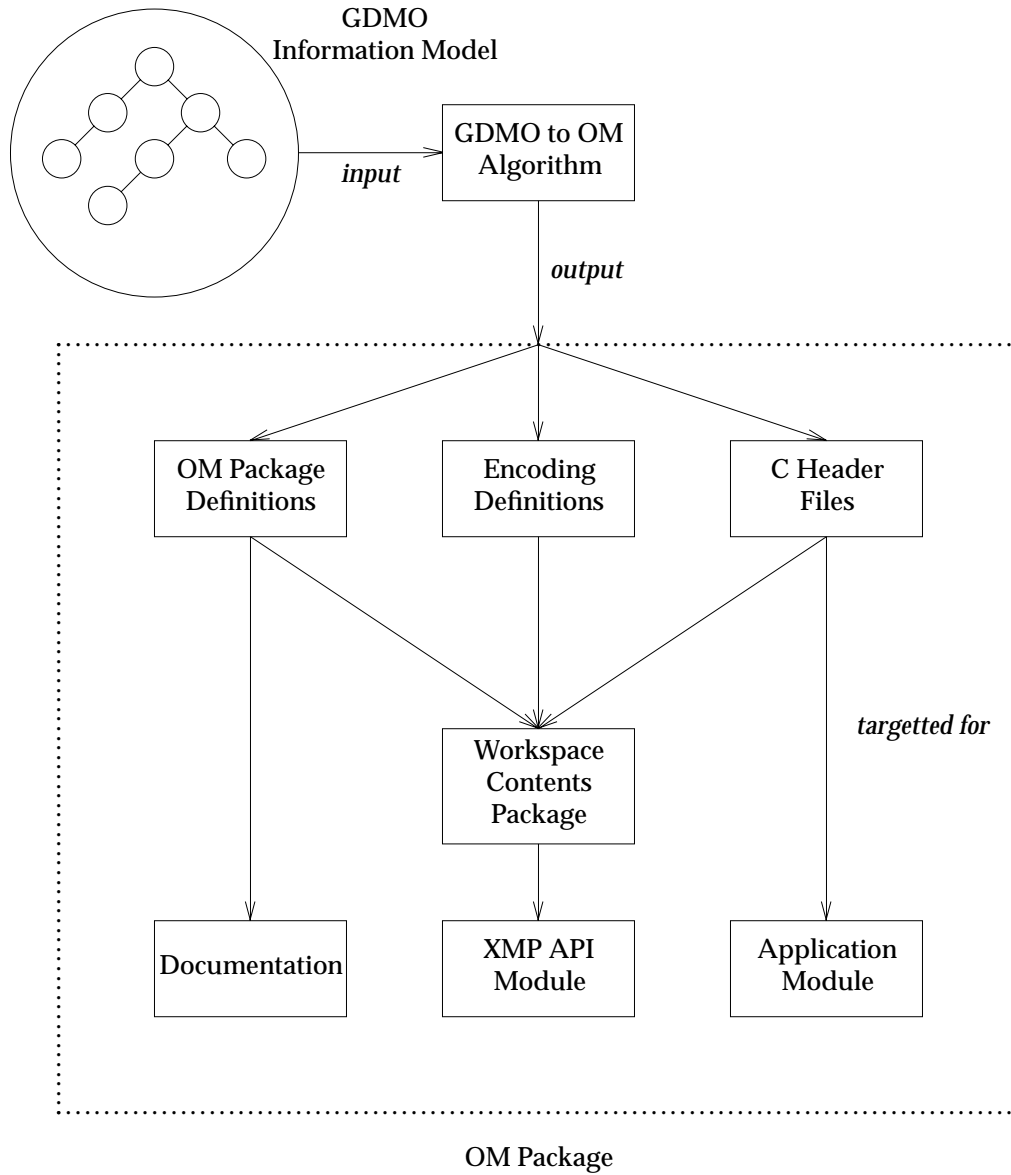 GDMO
Information Model
GDMO to OM
Algorithm
input
output
OM Package
Definitions
Encoding
Definitions
C Header
Files
targetted for
Workspace
Contents
Package
Documentation
XMP API
Module
Application
Module
OM Package